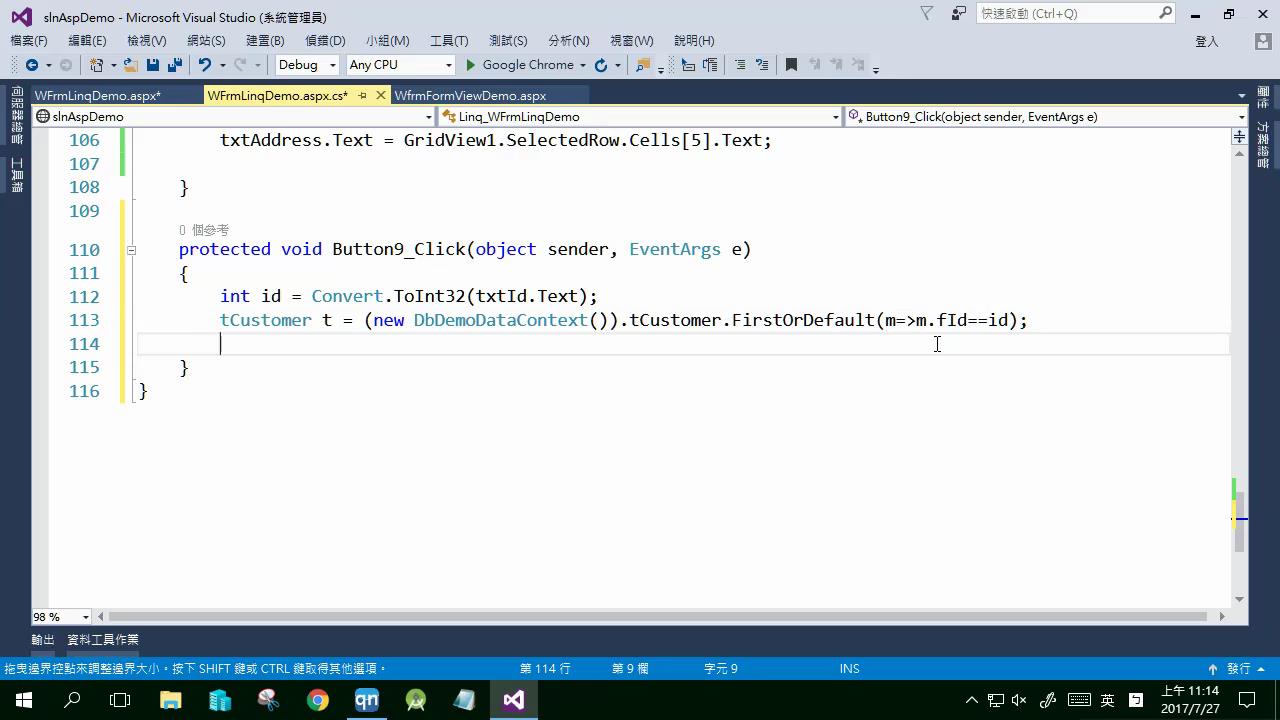 slnAspDemo - Microsoft Visual Studio (系統管理員)
快速啟動 (Ctrl+Q)
檔案(F) 編輯(E) 檢視(V) 網站(S) 建置(B) 偵錯(D) 小組(M) 工具(T) 測試(S) 分析(N) 視窗(W) 說明(H) 登入
Debug Any CPU Google Chrome
WFrmLinqDemo.aspx* WFrmLinqDemo.aspx.cs* WfrmFormViewDemo.aspx
slnAspDemo Linq_WFrmLinqDemo Button9_Click(object sender, EventArgs e)
伺服器總管
工具箱
屬性
方案總管
106 txtAddress.Text = GridView1.SelectedRow.Cells[5].Text;
107
108 }
109
0 個參考
110 protected void Button9_Click(object sender, EventArgs e)
111 {
112 int id = Convert.ToInt32(txtId.Text);
113 tCustomer t = (new DbDemoDataContext()).tCustomer.FirstOrDefault(m=>m.fId==id);
114
115 }
116 }
98 %
輸出 資料工具作業
拖曳邊界控點來調整邊界大小。按下 SHIFT 鍵或 CTRL 鍵取得其他選項。 第 114 行 第 9 欄 字元 9 INS 發行
qn 英 上午 11:14
2017/7/27